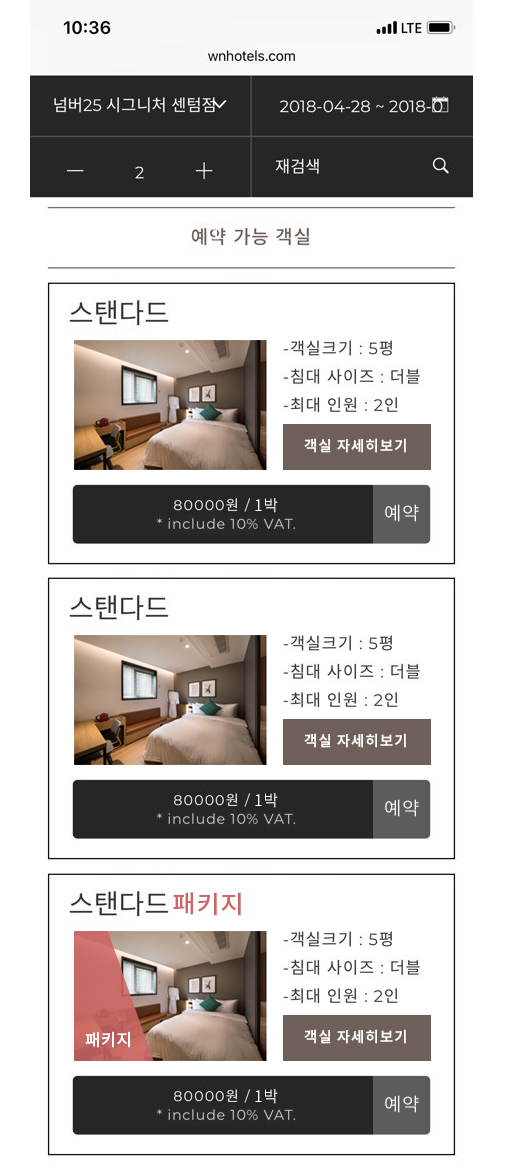 10:36
LTE
wnhotels.com
넘버25 시그니처 센텀점
2018-04-28 ~ 2018-0
2
재검색
예약 가능 객실
스탠다드
-객실크기 : 5평
-침대 사이즈 : 더블
-최대 인원 : 2인
객실 자세히보기
80000원 / 1박
* include 10% VAT.
예약
스탠다드
-객실크기 : 5평
-침대 사이즈 : 더블
-최대 인원 : 2인
객실 자세히보기
80000원 / 1박
* include 10% VAT.
예약
스탠다드 패키지
-객실크기 : 5평
-침대 사이즈 : 더블
-최대 인원 : 2인
패키지
객실 자세히보기
80000원 / 1박
* include 10% VAT.
예약